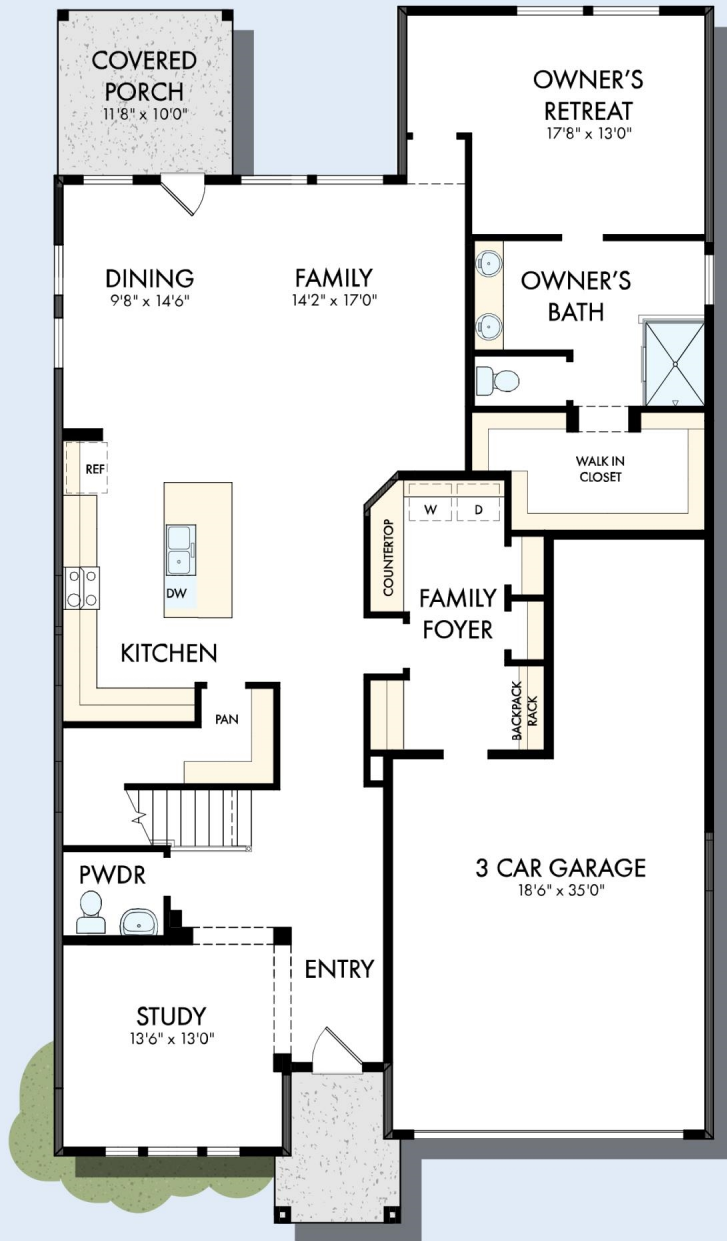 COVERED
PORCH
11'8" x 10'0"
OWNER'S
RETREAT
17'8" x 13'0"
DINING
9'8" x 14'6"
FAMILY
14'2" x 17'0"
OWNER'S
BATH
REF
WALK IN
CLOSET
W
D
COUNTERTOP
DW
FAMILY
FOYER
KITCHEN
PAN
BACKPACK
RACK
PWDR
3 CAR GARAGE
18'6" x 35'0"
ENTRY
STUDY
13'6" x 13'0"